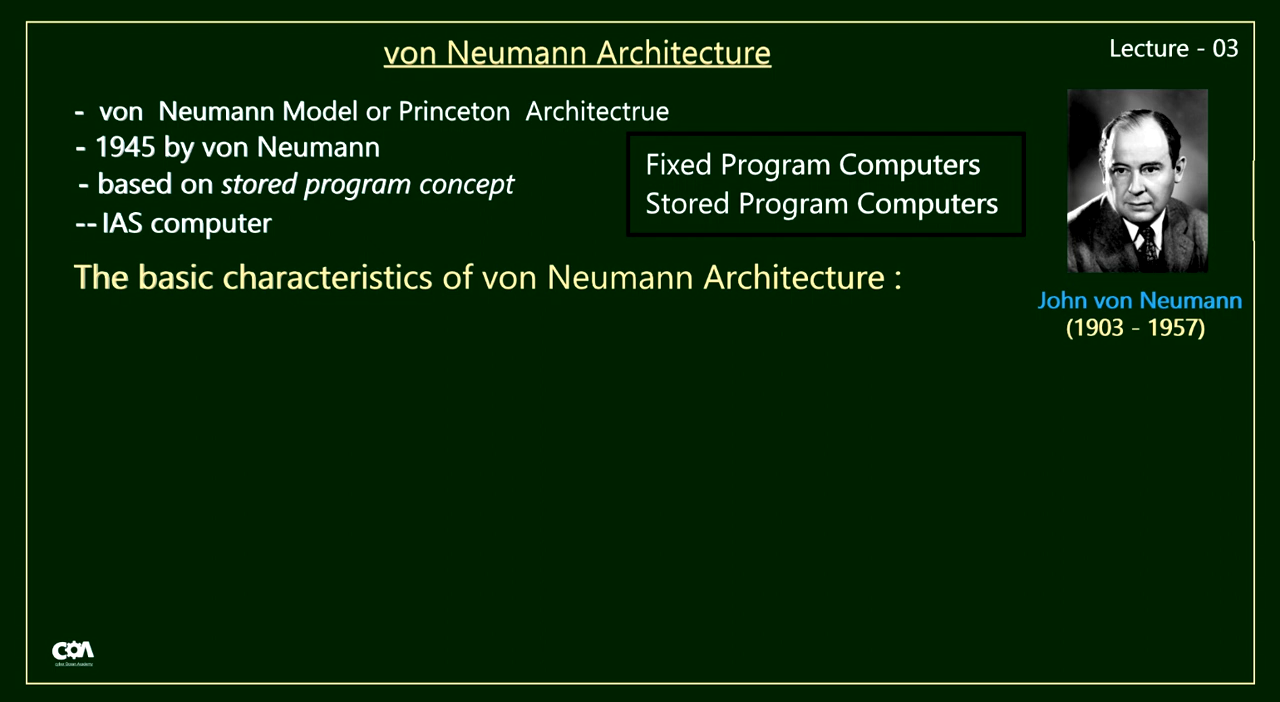 von Neumann Architecture
Lecture - 03
- von Neumann Model or Princeton Architectrue
- 1945 by von Neumann
- based on stored program concept
-- IAS computer
Fixed Program Computers
Stored Program Computers
The basic characteristics of von Neumann Architecture :
John von Neumann
(1903 - 1957)